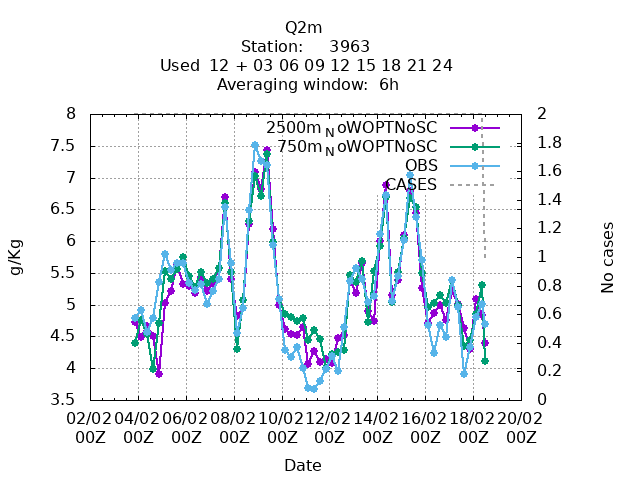 Q2m
Station: 3963
Used 12 + 03 06 09 12 15 18 21 24
Averaging window: 6h
8
7.5
7
6.5
6
5.5
5
4.5
4
3.5
g/Kg
2500m NoWOPTNoSC
750m NoWOPTNoSC
OBS
CASES
2
1.8
1.6
1.4
1.2
1
0.8
0.6
0.4
0.2
0
No cases
02/02 04/02 06/02 08/02 10/02 12/02 14/02 16/02 18/02 20/02
00Z 00Z 00Z 00Z 00Z 00Z 00Z 00Z 00Z 00Z
Date